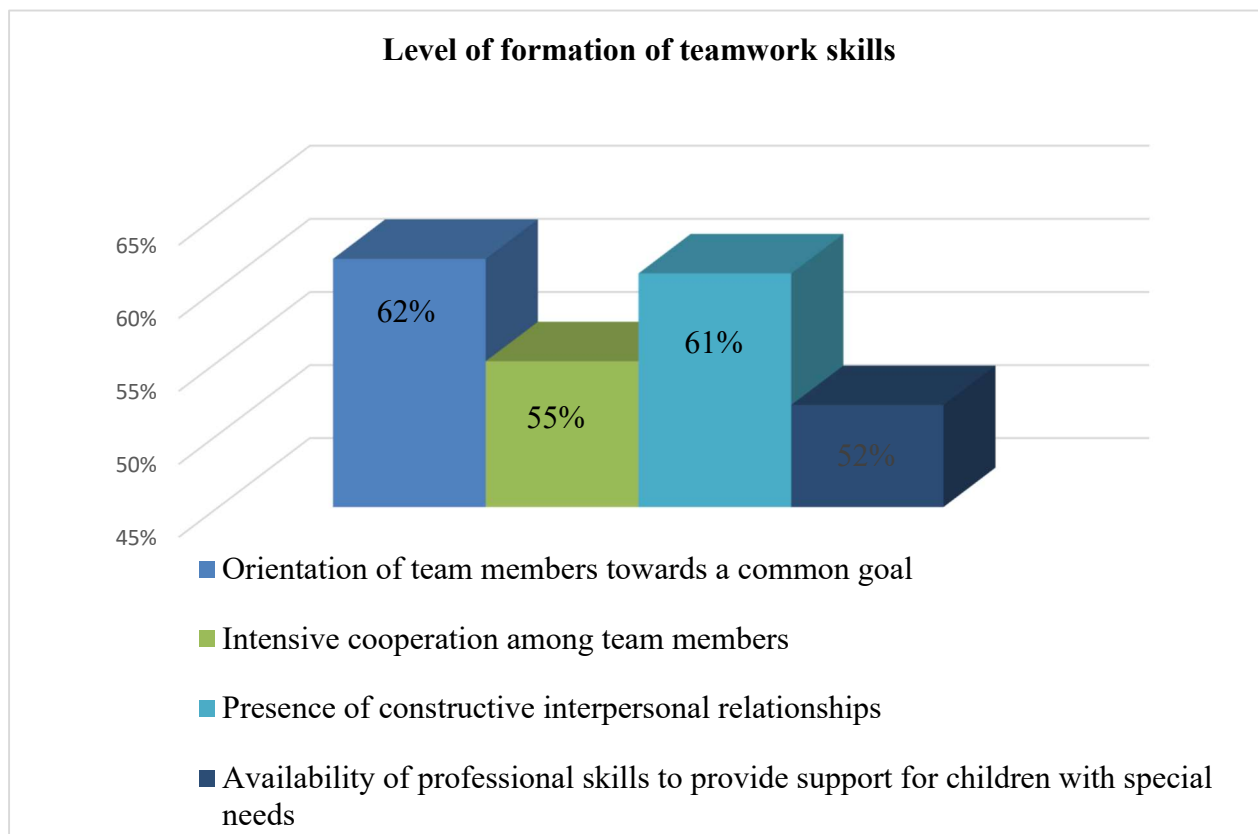 Level of formation of teamwork skills
65%
60%
55%
50%
45%
62%
55%
61%
52%
Orientation of team members towards a common goal
Intensive cooperation among team members
Presence of constructive interpersonal relationships
Availability of professional skills to provide support for children with special
needs